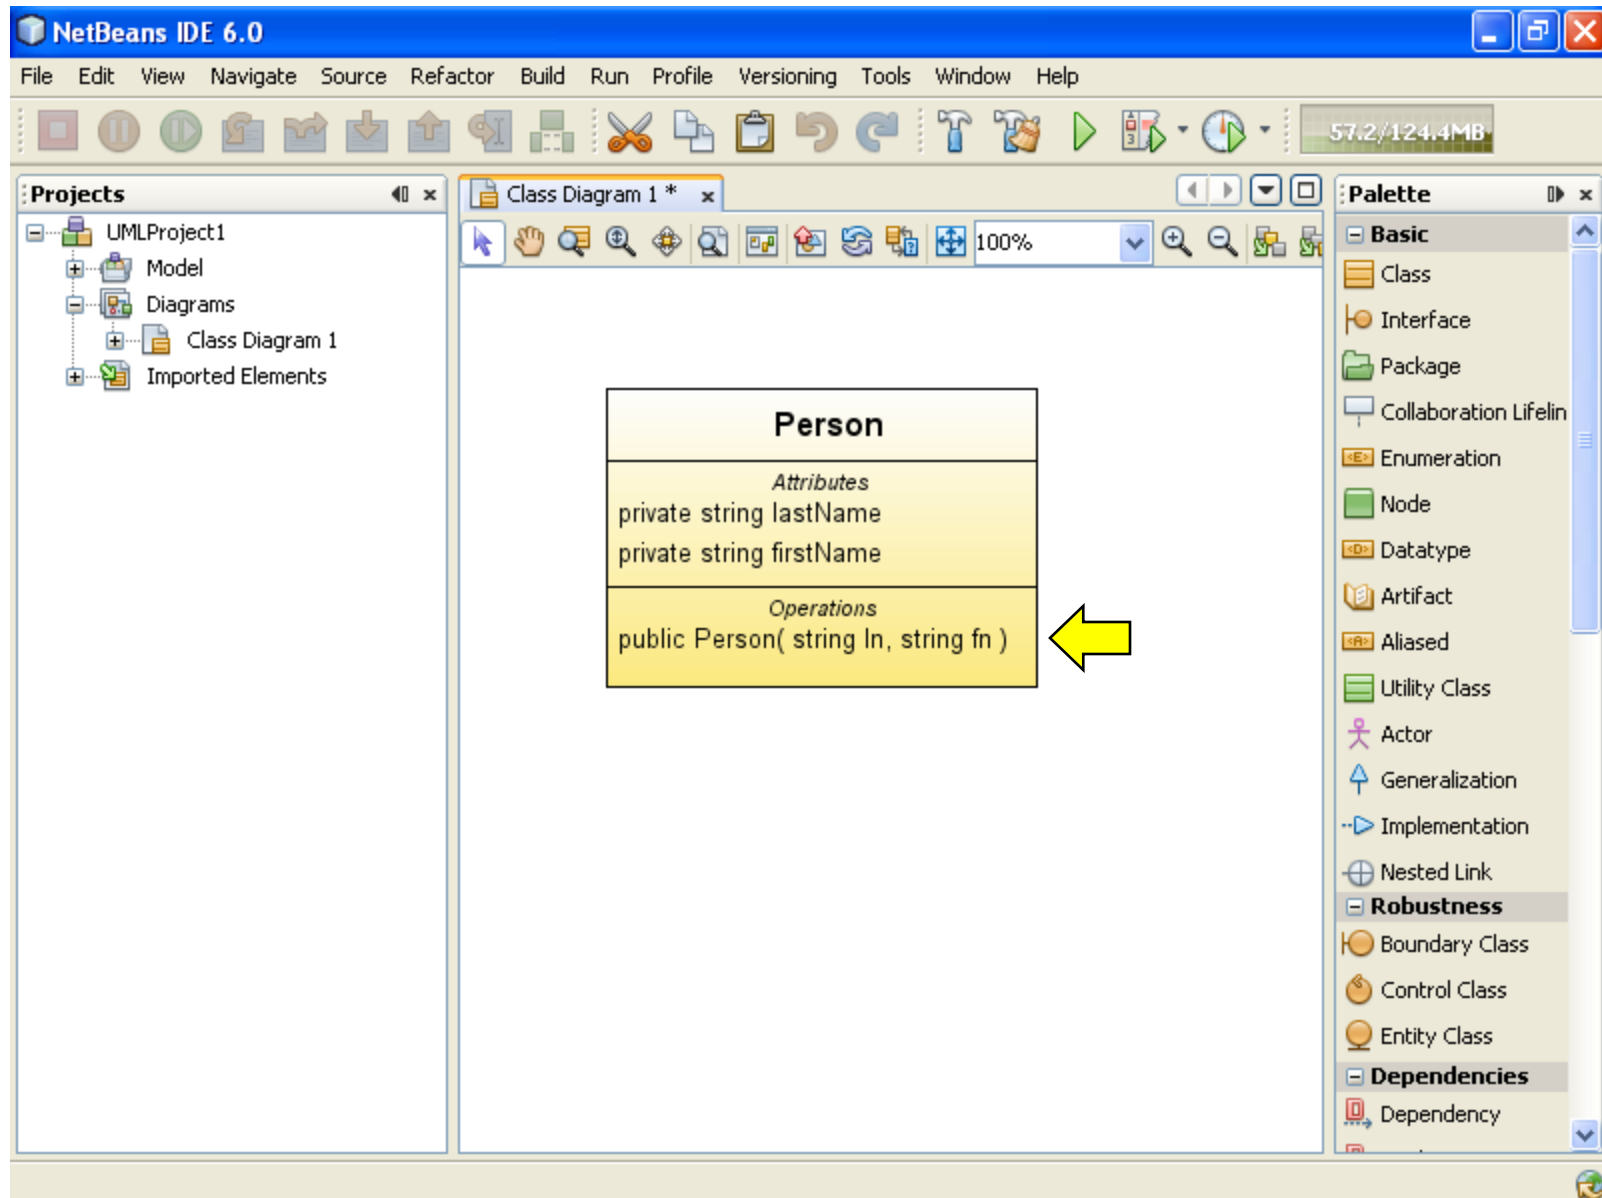 NetBeans IDE 6.0
File Edit View Navigate Source Refactor Build Run Profile Versioning Tools Window Help
57.2/124.4MB
Projects
UMLProject1
Model
Diagrams
Class Diagram 1
Imported Elements
Class Diagram 1 *
100%
Person
Attributes
private string lastName
private string firstName
Operations
public Person( string ln, string fn )
Palette
Basic
Class
Interface
Package
Collaboration Lifelin
Enumeration
Node
Datatype
Artifact
Aliased
Utility Class
Actor
Generalization
Implementation
Nested Link
Robustness
Boundary Class
Control Class
Entity Class
Dependencies
Dependency